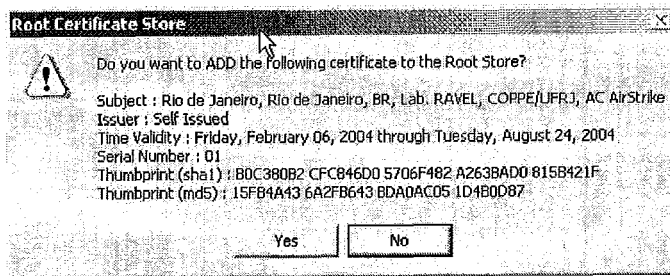 Root Certificate Store
Do you want to ADD the following certificate to the Root Store?
Subject : Rio de Janeiro, Rio de Janeiro, BR, Lab. RAVEL, COPPE/UFRJ, AC AirStrike
Issuer : Self Issued
Time Validity : Friday, February 06, 2004 through Tuesday, August 24, 2004
Serial Number : 01
Thumbprint (sha1) : B0C380B2 CFC846D0 5706F482 A263BAD0 815B421F
Thumbprint (md5) : 15FB4A43 6A2FB643 BDA0AC05 1D4B0D87
Yes
No